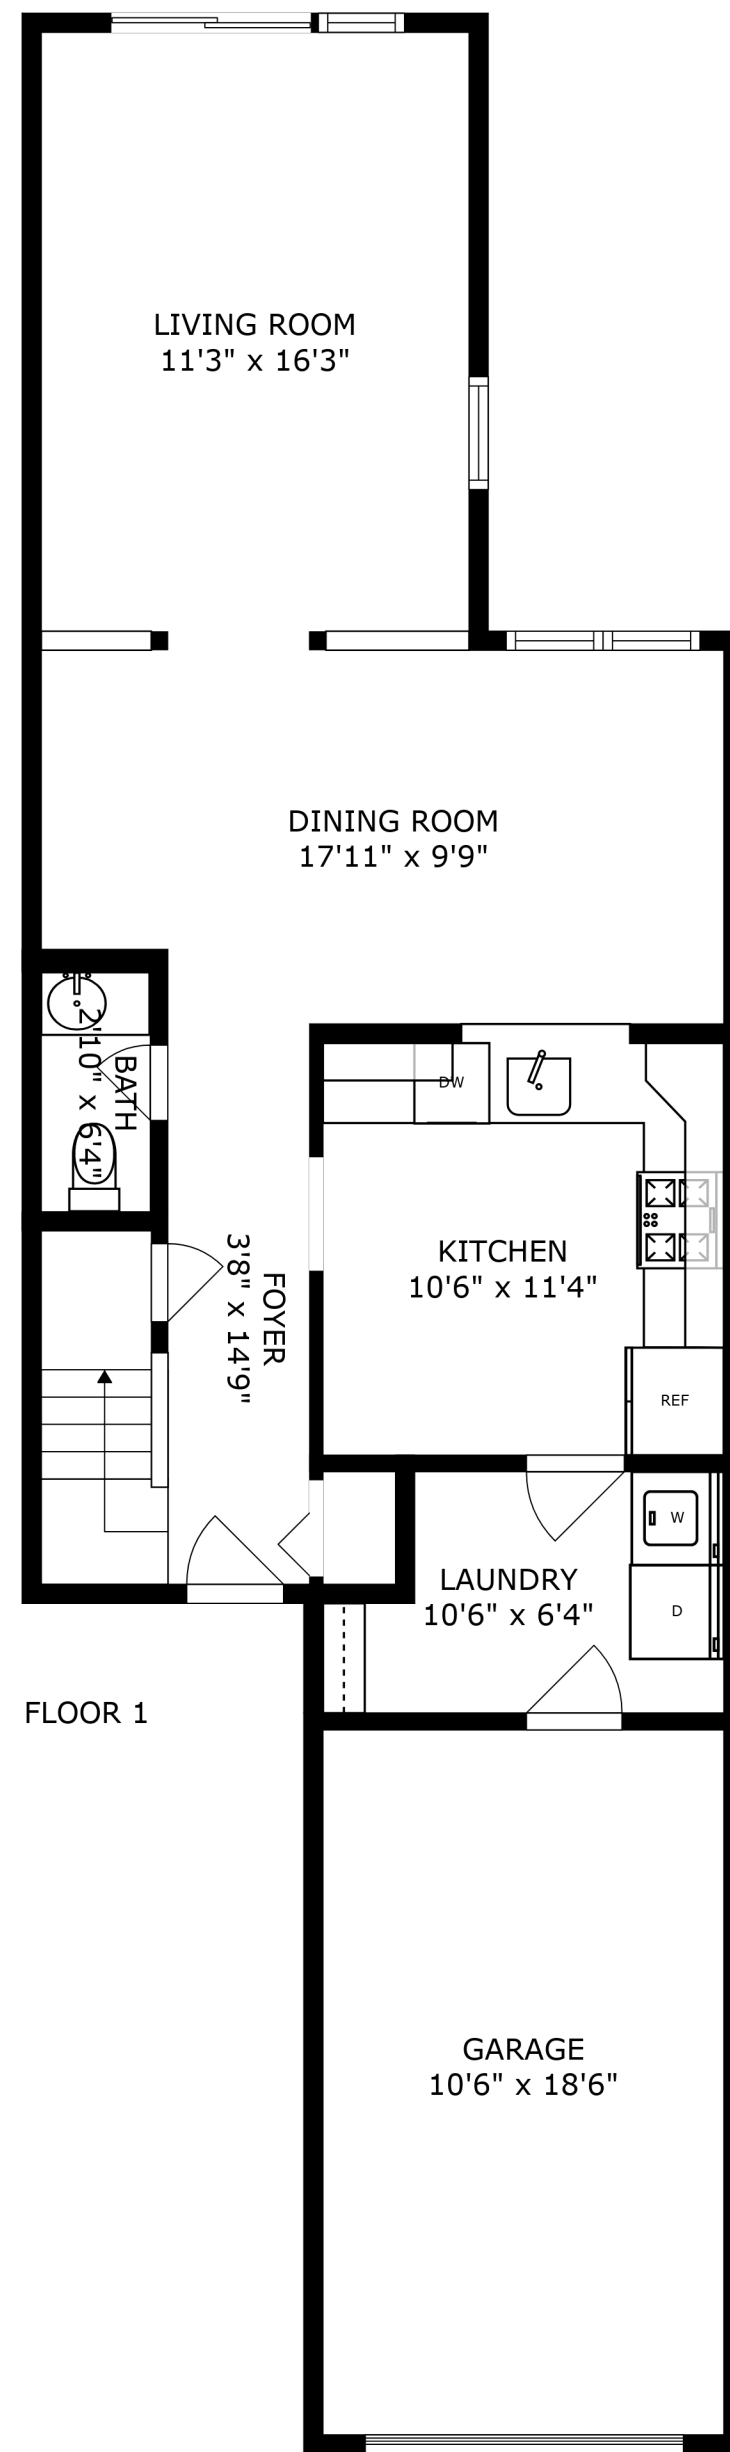 LIVING ROOM
11'3" x 16'3"
DINING ROOM
17'11" x 9'9"
BATH
2'10" x 6'4"
DW
KITCHEN
10'6" x 11'4"
FOYER
3'8" x 14'9"
REF
W
LAUNDRY
10'6" x 6'4"
D
FLOOR 1
GARAGE
10'6" x 18'6"